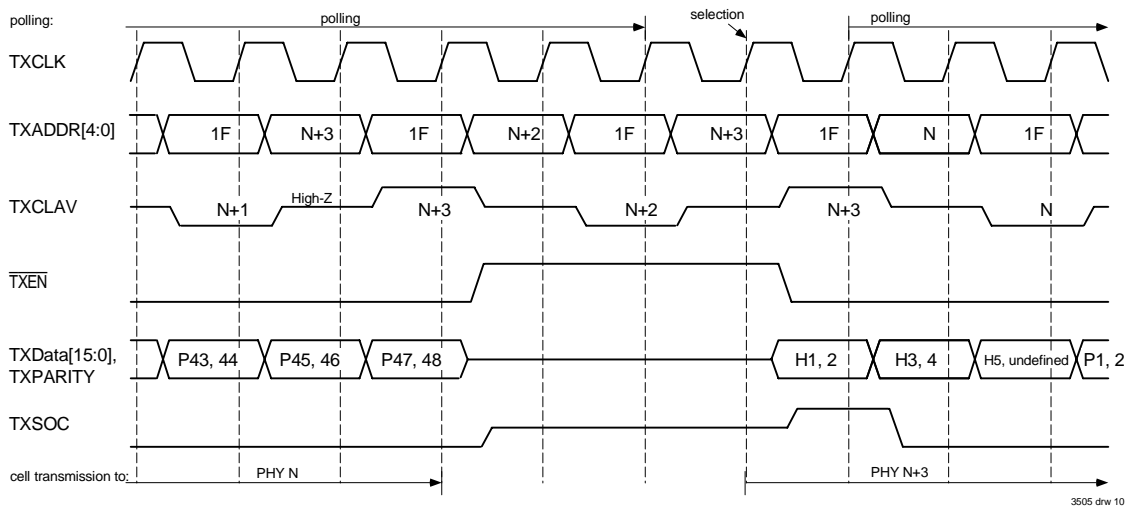 polling: polling selection polling
TXCLK
TXADDR[4:0] 1F N+3 1F N+2 1F N+3 1F N 1F
TXCLAV N+1 High-Z N+3 N+2 N+3 N
TXEN
TXData[15:0], TXPARITY P43, 44 P45, 46 P47, 48 H1, 2 H3, 4 H5, undefined P1, 2
TXSOC
cell transmission to: PHY N PHY N+3
3505 drw 10